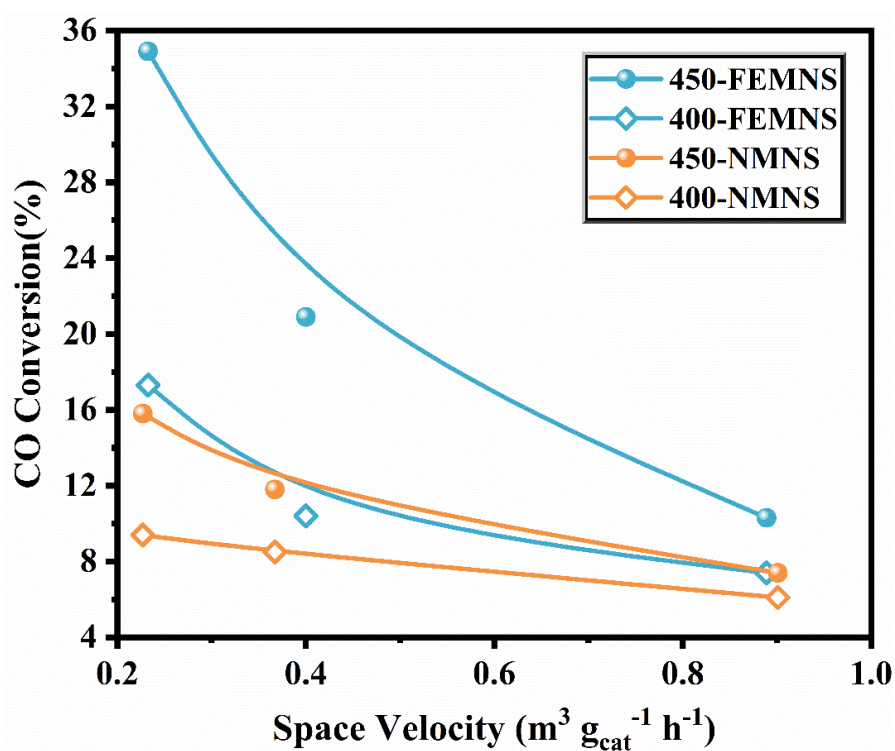 36
32
28
24
20
16
12
8
4
CO Conversion(%)
450-FEMNS
400-FEMNS
450-NMNS
400-NMNS
0.2 0.4 0.6 0.8 1.0
Space Velocity (m³ g_cat⁻¹ h⁻¹)